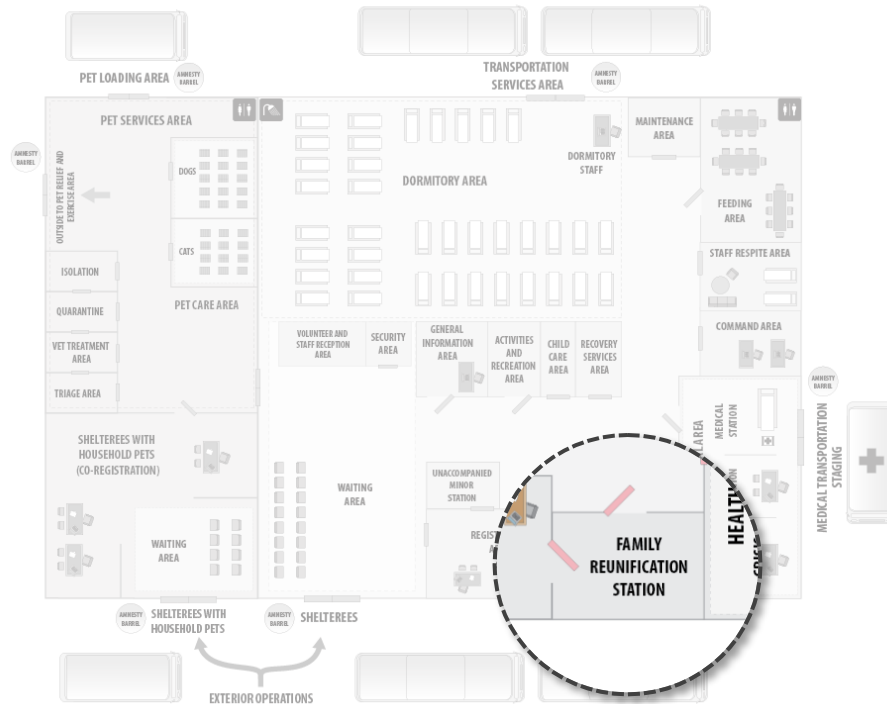 PET LOADING AREA
AMNESTY
BARREL
TRANSPORTATION
SERVICES AREA
AMNESTY
BARREL
PET SERVICES AREA
MAINTENANCE
AREA
AMNESTY
BARREL
OUTSIDE TO PET RELIEF AND
EXERCISE AREA
DOGS
DORMITORY
STAFF
DORMITORY AREA
FEEDING
AREA
CATS
STAFF RESPITE AREA
ISOLATION
PET CARE AREA
QUARANTINE
COMMAND AREA
VOLUNTEER AND
STAFF RECEPTION
AREA
SECURITY
AREA
GENERAL
INFORMATION
AREA
ACTIVITIES
AND
RECREATION
AREA
CHILD
CARE
AREA
RECOVERY
SERVICES
AREA
VET TREATMENT
AREA
TRIAGE AREA
AMNESTY
BARREL
MEDICAL
STATION
MEDICAL TRANSPORTATION
STAGING
SHELTEREES WITH
HOUSEHOLD PETS
(CO-REGISTRATION)
WAITING
AREA
UNACCOMPANIED
MINOR
STATION
HEALTH
FAMILY
REUNIFICATION
STATION
WAITING
AREA
AMNESTY
BARREL
SHELTEREES WITH
HOUSEHOLD PETS
AMNESTY
BARREL
SHELTEREES
EXTERIOR OPERATIONS